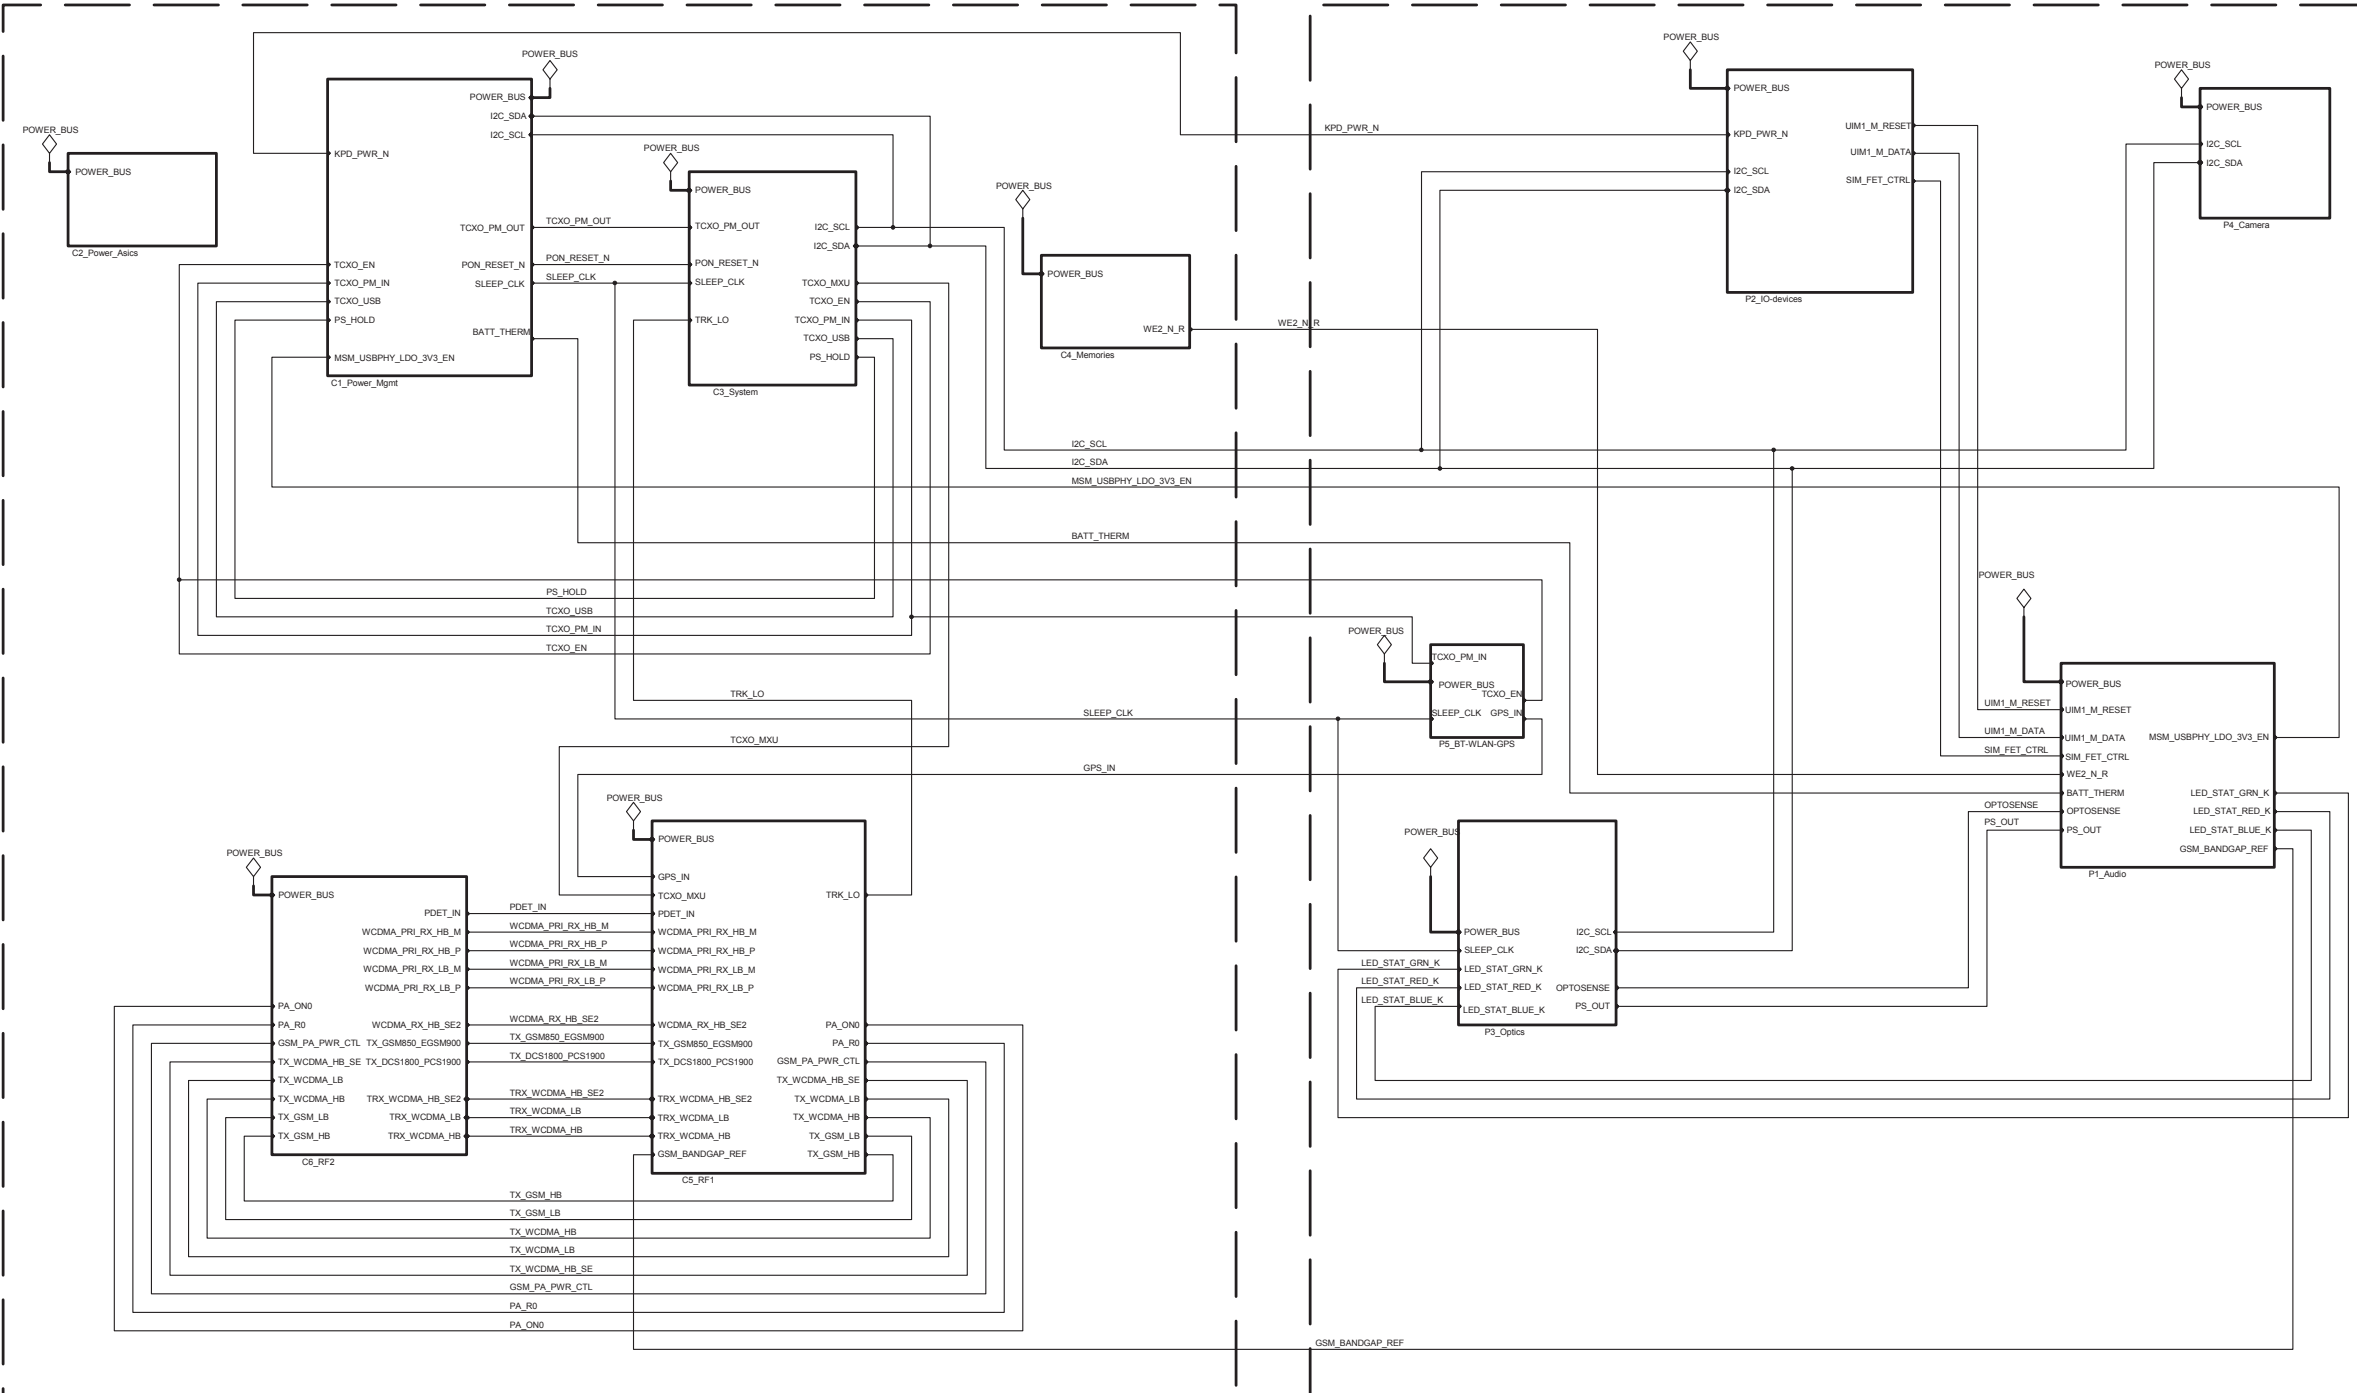 POWER_BUS
POWER_BUS
C2_Power_Asics
POWER_BUS
POWER_BUS
I2C_SDA
I2C_SCL
KPD_PWR_N
TCXO_PM_OUT
TCXO_EN
PON_RESET_N
TCXO_PM_IN
SLEEP_CLK
TCXO_USB
PS_HOLD
BATT_THERM
MSM_USBPHY_LDO_3V3_EN
C1_Power_Mgmt
TCXO_PM_OUT
PON_RESET_N
SLEEP_CLK
POWER_BUS
POWER_BUS
TCXO_PM_OUT
I2C_SCL
I2C_SDA
PON_RESET_N
SLEEP_CLK
TCXO_MXU
TCXO_EN
TRK_LO
TCXO_PM_IN
TCXO_USB
PS_HOLD
C3_System
POWER_BUS
POWER_BUS
WE2_N_R
C4_Memories
WE2_N_R
KPD_PWR_N
POWER_BUS
POWER_BUS
UIM1_M_RESET
KPD_PWR_N
UIM1_M_DATA
I2C_SCL
SIM_FET_CTRL
I2C_SDA
P2_IO-devices
POWER_BUS
POWER_BUS
I2C_SCL
I2C_SDA
P4_Camera
I2C_SCL
I2C_SDA
MSM_USBPHY_LDO_3V3_EN
BATT_THERM
PS_HOLD
TCXO_USB
TCXO_PM_IN
TCXO_EN
TRK_LO
SLEEP_CLK
TCXO_MXU
GPS_IN
POWER_BUS
TCXO_PM_IN
POWER_BUS
TCXO_EN
SLEEP_CLK
GPS_IN
P5_BT-WLAN-GPS
POWER_BUS
POWER_BUS
UIM1_M_RESET
UIM1_M_RESET
UIM1_M_DATA
UIM1_M_DATA
MSM_USBPHY_LDO_3V3_EN
SIM_FET_CTRL
SIM_FET_CTRL
WE2_N_R
BATT_THERM
LED_STAT_GRN_K
OPTOSENSE
OPTOSENSE
LED_STAT_RED_K
PS_OUT
PS_OUT
LED_STAT_BLUE_K
GSM_BANDGAP_REF
P1_Audio
POWER_BUS
POWER_BUS
I2C_SCL
SLEEP_CLK
I2C_SDA
LED_STAT_GRN_K
LED_STAT_GRN_K
LED_STAT_RED_K
LED_STAT_RED_K
OPTOSENSE
LED_STAT_BLUE_K
LED_STAT_BLUE_K
PS_OUT
P3_Optics
POWER_BUS
POWER_BUS
PDET_IN
WCDMA_PRI_RX_HB_M
WCDMA_PRI_RX_HB_P
WCDMA_PRI_RX_LB_M
WCDMA_PRI_RX_LB_P
PA_ON0
PA_R0
WCDMA_RX_HB_SE2
GSM_PA_PWR_CTL
TX_GSM850_EGSM900
TX_WCDMA_HB_SE
TX_DCS1800_PCS1900
TX_WCDMA_LB
TX_WCDMA_HB
TRX_WCDMA_HB_SE2
TX_GSM_LB
TRX_WCDMA_LB
TX_GSM_HB
TRX_WCDMA_HB
C6_RF2
PDET_IN
WCDMA_PRI_RX_HB_M
WCDMA_PRI_RX_HB_P
WCDMA_PRI_RX_LB_M
WCDMA_PRI_RX_LB_P
WCDMA_RX_HB_SE2
TX_GSM850_EGSM900
TX_DCS1800_PCS1900
TRX_WCDMA_HB_SE2
TRX_WCDMA_LB
TRX_WCDMA_HB
POWER_BUS
POWER_BUS
GPS_IN
TCXO_MXU
TRK_LO
PDET_IN
WCDMA_PRI_RX_HB_M
WCDMA_PRI_RX_HB_P
WCDMA_PRI_RX_LB_M
WCDMA_PRI_RX_LB_P
WCDMA_RX_HB_SE2
PA_ON0
TX_GSM850_EGSM900
PA_R0
TX_DCS1800_PCS1900
GSM_PA_PWR_CTL
TX_WCDMA_HB_SE
TRX_WCDMA_HB_SE2
TX_WCDMA_LB
TRX_WCDMA_LB
TX_WCDMA_HB
TRX_WCDMA_HB
TX_GSM_LB
GSM_BANDGAP_REF
TX_GSM_HB
C5_RF1
TX_GSM_HB
TX_GSM_LB
TX_WCDMA_HB
TX_WCDMA_LB
TX_WCDMA_HB_SE
GSM_PA_PWR_CTL
PA_R0
PA_ON0
GSM_BANDGAP_REF